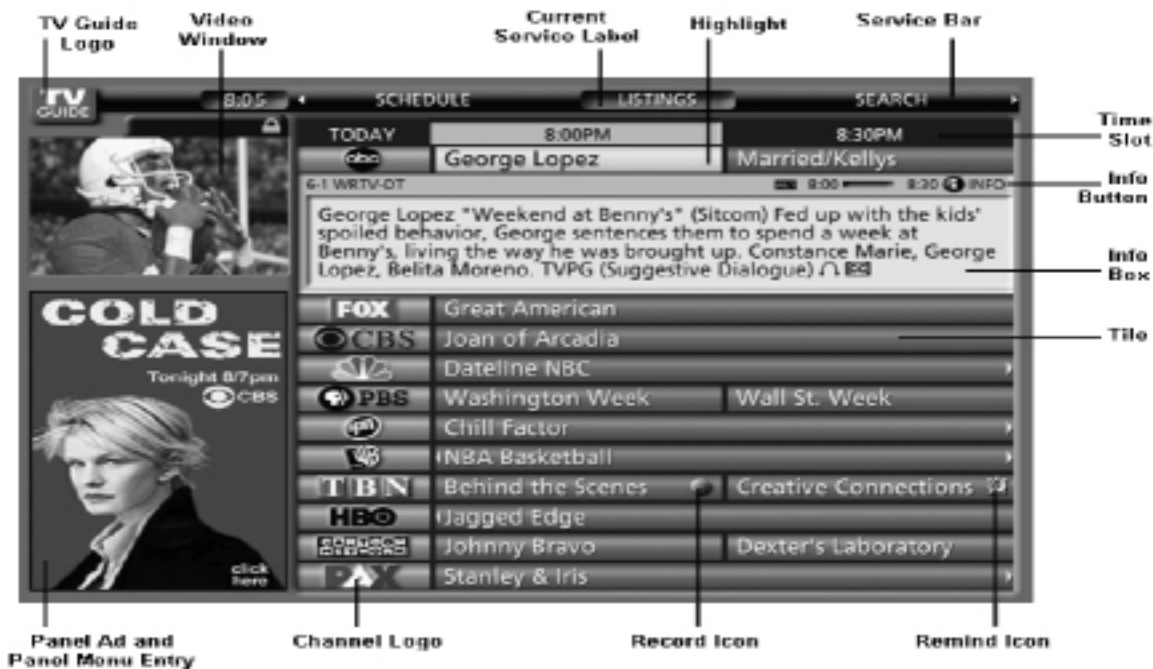 TV Guide Logo
Video Window
Current Service Label
Highlight
Service Bar
TV GUIDE
8:05
SCHEDULE
LISTINGS
SEARCH
Time Slot
TODAY
8:00PM
8:30PM
abc
George Lopez
Married/Kellys
6-1 WRTV-DT
8:00
8:30
INFO
Info Button
George Lopez "Weekend at Benny's" (Sitcom) Fed up with the kids'
spoiled behavior, George sentences them to spend a week at
Benny's, living the way he was brought up. Constance Marie, George
Lopez, Belita Moreno. TVPG (Suggestive Dialogue)
Info Box
COLD
CASE
Tonight 8/7pm
CBS
click
here
FOX
Great American
CBS
Joan of Arcadia
Tile
Dateline NBC
PBS
Washington Week
Wall St. Week
Chill Factor
NBA Basketball
TBN
Behind the Scenes
Creative Connections
HBO
Jagged Edge
CARTOON NETWORK
Johnny Bravo
Dexter's Laboratory
PAX
Stanley & Iris
Panel Ad and
Panel Menu Entry
Channel Logo
Record Icon
Remind Icon